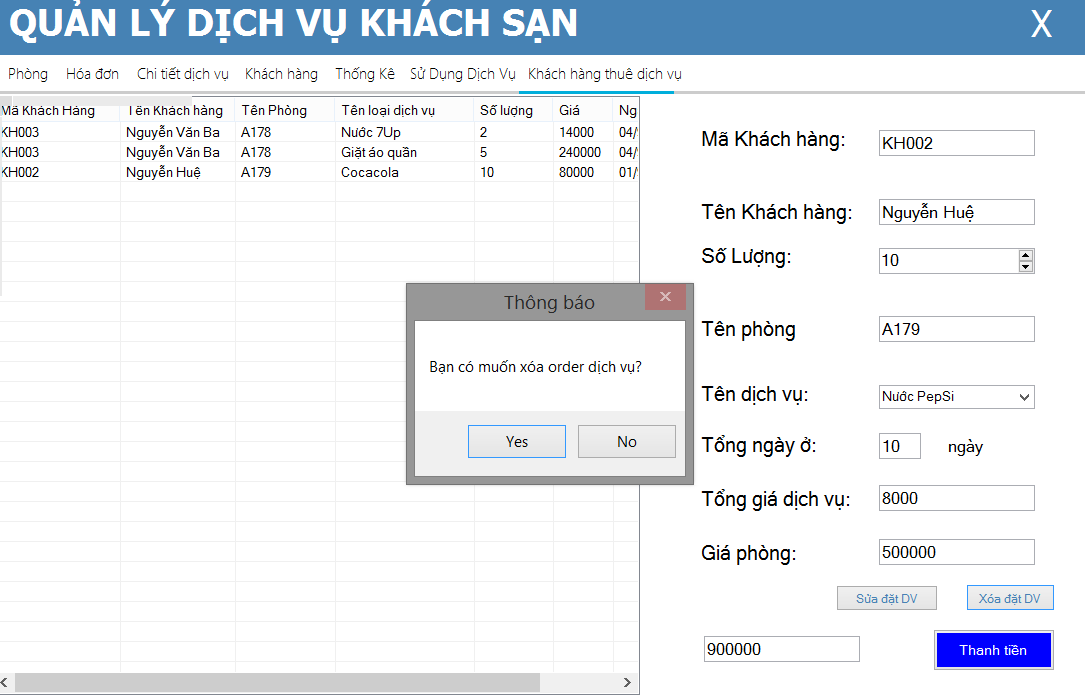 QUẢN LÝ DỊCH VỤ KHÁCH SẠN X
Phòng Hóa đơn Chi tiết dịch vụ Khách hàng Thống Kê Sử Dụng Dịch Vụ Khách hàng thuê dịch vụ
Mã Khách Hàng Tên Khách hàng Tên Phòng Tên loại dịch vụ Số lượng Giá Ng
KH003 Nguyễn Văn Ba A178 Nước 7Up 2 14000 04/
KH003 Nguyễn Văn Ba A178 Giặt áo quần 5 240000 04/
KH002 Nguyễn Huệ A179 Cocacola 10 80000 01/
Mã Khách hàng: KH002
Tên Khách hàng: Nguyễn Huệ
Số Lượng: 10
Thông báo
Bạn có muốn xóa order dịch vụ?
Yes No
Tên phòng A179
Tên dịch vụ: Nước PepSi
Tổng ngày ở: 10 ngày
Tổng giá dịch vụ: 8000
Giá phòng: 500000
Sửa đặt DV Xóa đặt DV
900000 Thanh tiền